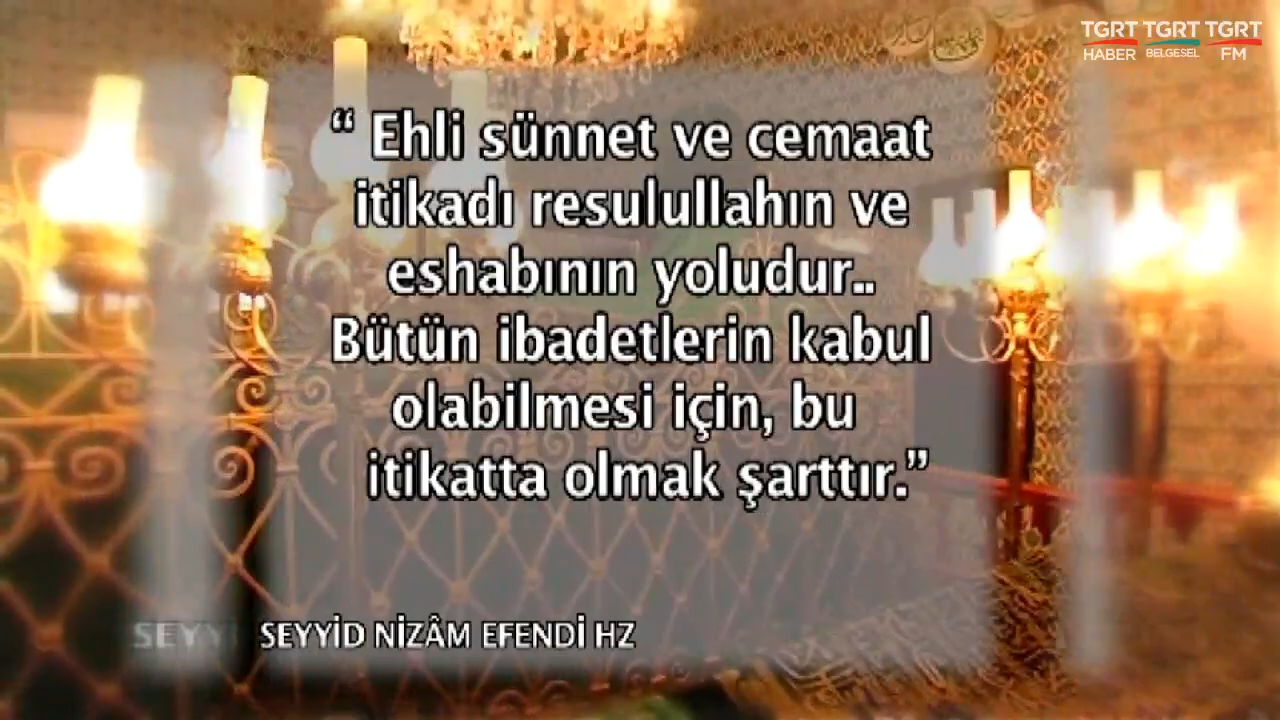 TGRT TGRT TGRT
HABER BELGESEL FM
“ Ehli sünnet ve cemaat
itikadı resulullahın ve
eshabının yoludur..
Bütün ibadetlerin kabul
olabilmesi için, bu
itikatta olmak şarttır.”
SEYYİD NİZÂM EFENDİ HZ